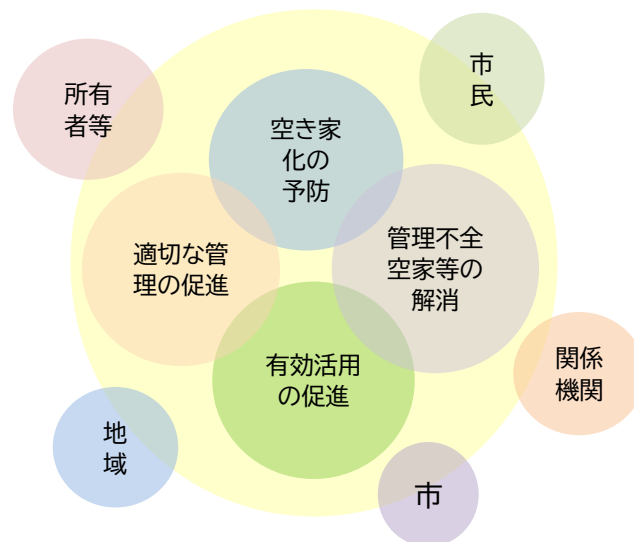 所有
者等
市
民
空き家
化の
予防
適切な管
理の促進
管理不全
空家等の
解消
有効活用
の促進
関係
機関
地
域
市